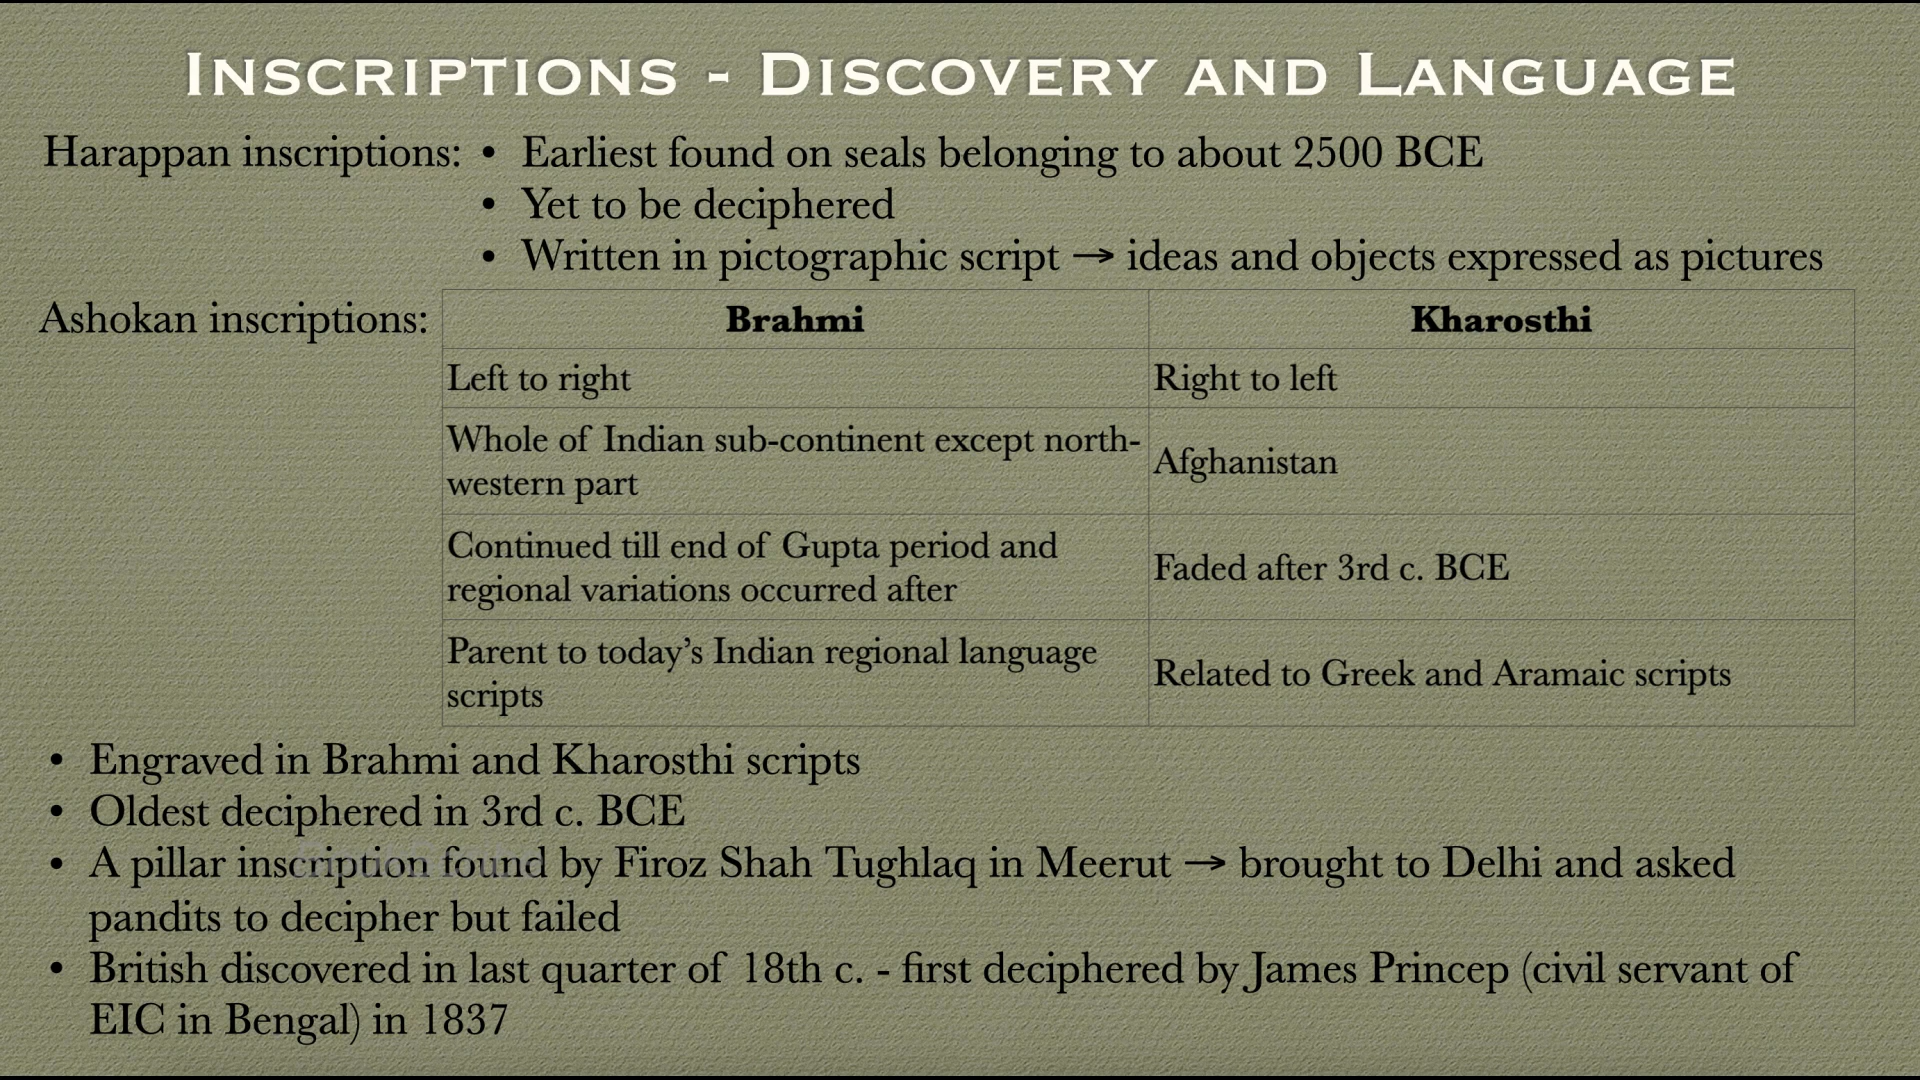 Inscriptions - Discovery and Language
Harappan inscriptions: • Earliest found on seals belonging to about 2500 BCE
• Yet to be deciphered
• Written in pictographic script → ideas and objects expressed as pictures
Ashokan inscriptions:
Brahmi Kharosthi
Left to right Right to left
Whole of Indian sub-continent except north-
western part
Afghanistan
Continued till end of Gupta period and
regional variations occurred after
Faded after 3rd c. BCE
Parent to today's Indian regional language
scripts
Related to Greek and Aramaic scripts
• Engraved in Brahmi and Kharosthi scripts
• Oldest deciphered in 3rd c. BCE
• A pillar inscription found by Firoz Shah Tughlaq in Meerut → brought to Delhi and asked
pandits to decipher but failed
• British discovered in last quarter of 18th c. - first deciphered by James Princep (civil servant of
EIC in Bengal) in 1837